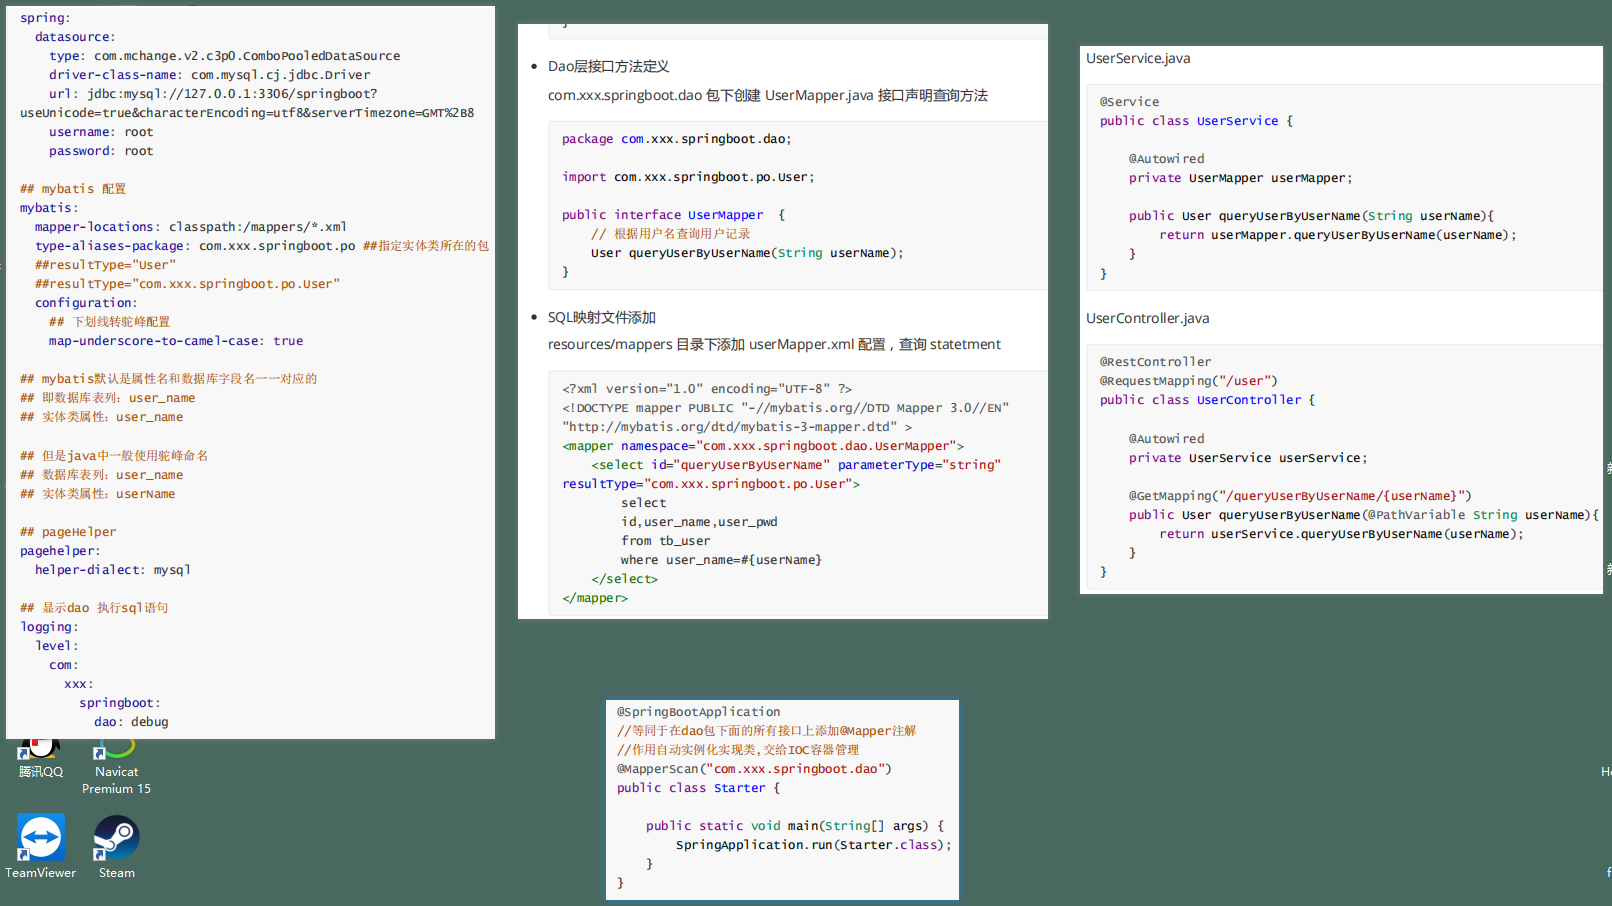 spring:
datasource:
type: com.mchange.v2.c3p0.ComboPooledDataSource
driver-class-name: com.mysql.cj.jdbc.Driver
url: jdbc:mysql://127.0.0.1:3306/springboot?
useUnicode=true&characterEncoding=utf8&serverTimezone=GMT%2B8
username: root
password: root
## mybatis 配置
mybatis:
mapper-locations: classpath:/mappers/*.xml
type-aliases-package: com.xxx.springboot.po ##指定实体类所在的包
##resultType="User"
##resultType="com.xxx.springboot.po.User"
configuration:
## 下划线转驼峰配置
map-underscore-to-camel-case: true
## mybatis默认是属性名和数据库字段名一一对应的
## 即数据库表列：user_name
## 实体类属性：user_name
## 但是java中一般使用驼峰命名
## 数据库表列：user_name
## 实体类属性：userName
## pageHelper
pagehelper:
helper-dialect: mysql
## 显示dao 执行sql语句
logging:
level:
com:
xxx:
springboot:
dao: debug
腾讯QQ
Navicat
Premium 15
TeamViewer
Steam
}
• Dao层接口方法定义
com.xxx.springboot.dao 包下创建 UserMapper.java 接口声明查询方法
package com.xxx.springboot.dao;
import com.xxx.springboot.po.User;
public interface UserMapper  {
// 根据用户名查询用户记录
User queryUserByUserName(String userName);
}
• SQL映射文件添加
resources/mappers 目录下添加 userMapper.xml 配置，查询 statetment
<?xml version="1.0" encoding="UTF-8" ?>
<!DOCTYPE mapper PUBLIC "-//mybatis.org//DTD Mapper 3.0//EN"
"http://mybatis.org/dtd/mybatis-3-mapper.dtd" >
<mapper namespace="com.xxx.springboot.dao.UserMapper">
<select id="queryUserByUserName" parameterType="string"
resultType="com.xxx.springboot.po.User">
select
id,user_name,user_pwd
from tb_user
where user_name=#{userName}
</select>
</mapper>
@SpringBootApplication
//等同于在dao包下面的所有接口上添加@Mapper注解
//作用自动实例化实现类,交给IOC容器管理
@MapperScan("com.xxx.springboot.dao")
public class Starter {
public static void main(String[] args) {
SpringApplication.run(Starter.class);
}
}
UserService.java
@Service
public class UserService {
@Autowired
private UserMapper userMapper;
public User queryUserByUserName(String userName){
return userMapper.queryUserByUserName(userName);
}
}
UserController.java
@RestController
@RequestMapping("/user")
public class UserController {
@Autowired
private UserService userService;
@GetMapping("/queryUserByUserName/{userName}")
public User queryUserByUserName(@PathVariable String userName){
return userService.queryUserByUserName(userName);
}
}